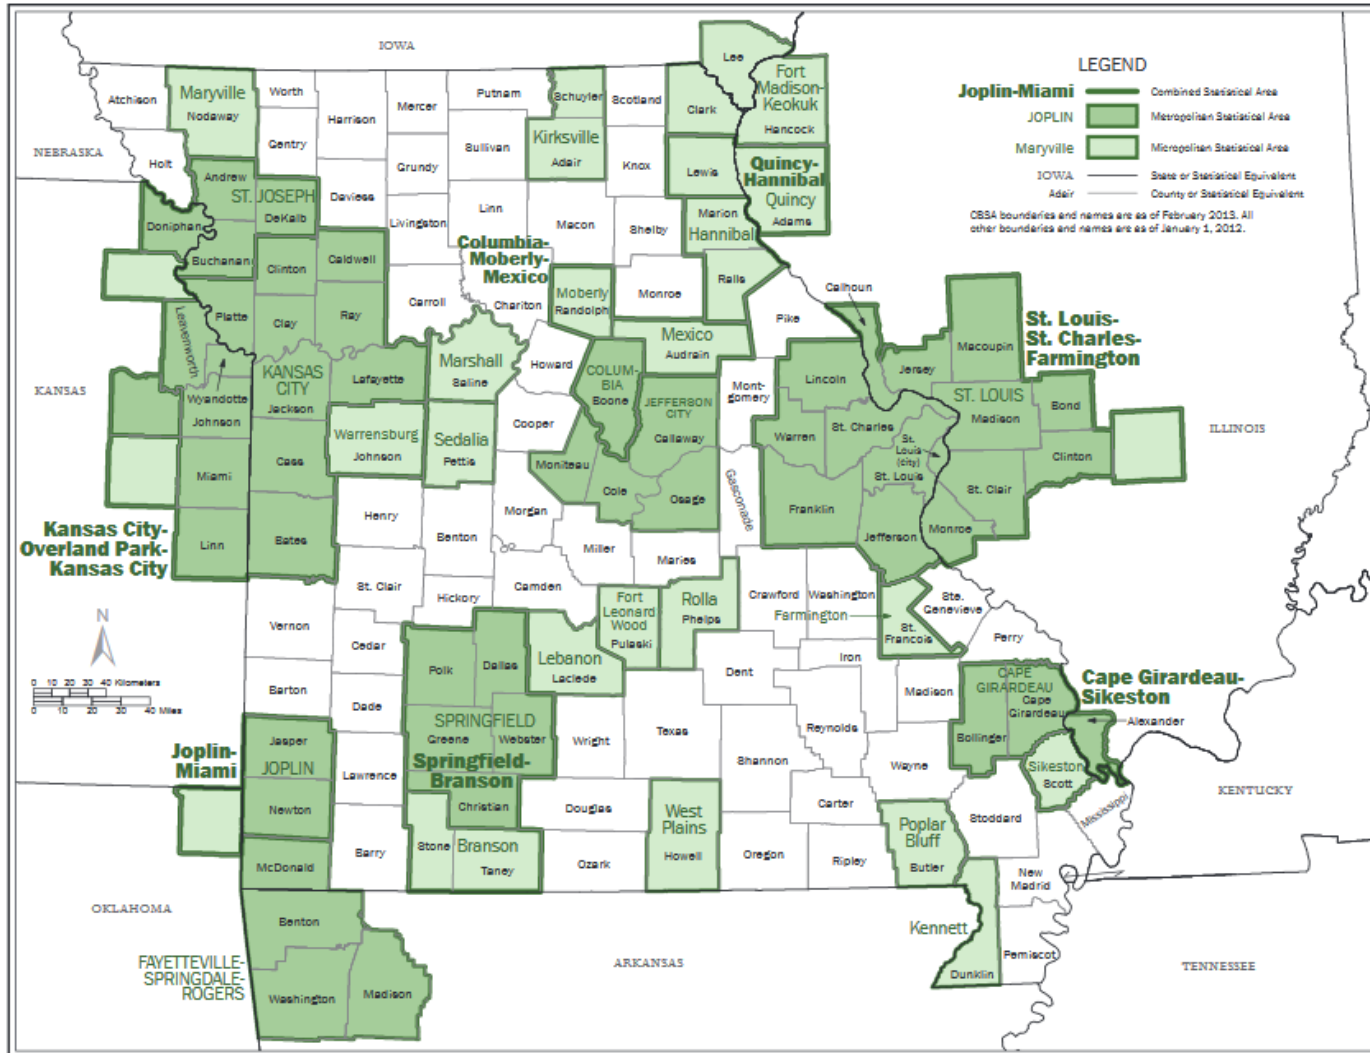 IOWA
LEGEND
Joplin-Miami
Combined Statistical Area
JOPLIN
Metropolitan Statistical Area
Maryville
Micropolitan Statistical Area
IOWA
State or Statistical Equivalent
Adair
County or Statistical Equivalent
CBSA boundaries and names are as of February 2013. All
other boundaries and names are as of January 1, 2012.
Lee
Fort
Madison-
Keokuk
Hancock
Atchison
Maryville
Nodaway
Worth
Harrison
Mercer
Putnam
Schuyler
Scotland
Clark
NEBRASKA
Holt
Gentry
Grundy
Sullivan
Kirksville
Adair
Knox
Lewis
Quincy-
Hannibal
Quincy
Adams
Andrew
ST. JOSEPH
DeKalb
Daviess
Livingston
Linn
Macon
Shelby
Marion
Hannibal
Doniphan
Buchanan
Clinton
Caldwell
Columbia-
Moberly-
Mexico
Carroll
Chariton
Moberly
Randolph
Monroe
Ralls
Calhoun
Pike
Leavenworth
Platte
Clay
Ray
Marshall
Saline
Howard
Mexico
Audrain
Macoupin
Jersey
St. Louis-
St. Charles-
Farmington
KANSAS
Wyandotte
Johnson
KANSAS
CITY
Jackson
Lafayette
COLUM-
BIA
Boone
JEFFERSON
CITY
Callaway
Mont-
gomery
Lincoln
ST. LOUIS
Madison
Bond
ILLINOIS
Warrensburg
Johnson
Sedalia
Pettis
Cooper
Warren
St. Charles
St.
Louis
(city)
St. Louis
Clinton
Miami
Cass
Moniteau
Cole
Osage
Gasconade
Franklin
St. Clair
Monroe
Jefferson
Kansas City-
Overland Park-
Kansas City
Linn
Bates
Henry
Benton
Morgan
Miller
Maries
St. Clair
Hickory
Camden
Fort
Leonard
Wood
Pulaski
Rolla
Phelps
Crawford
Washington
Farmington
St.
Francois
Ste.
Genevieve
Perry
N
Vernon
Cedar
Polk
Dallas
Lebanon
Laclede
Dent
Iron
Madison
CAPE
GIRARDEAU
Cape
Girardeau
Bollinger
Cape Girardeau-
Sikeston
Alexander
0 10 20 30 40 Kilometers
0 10 20 30 40 Miles
Barton
Dade
SPRINGFIELD
Greene
Webster
Wright
Texas
Shannon
Reynolds
Wayne
Sikeston
Scott
Mississippi
KENTUCKY
Joplin-
Miami
Jasper
JOPLIN
Newton
Lawrence
Springfield-
Branson
Christian
Douglas
West
Plains
Howell
Carter
Poplar
Bluff
Butler
Stoddard
McDonald
Barry
Stone
Branson
Taney
Ozark
Oregon
Ripley
New
Madrid
OKLAHOMA
Benton
Kennett
Dunklin
Pemiscot
FAYETTEVILLE-
SPRINGDALE-
ROGERS
Washington
Madison
ARKANSAS
TENNESSEE